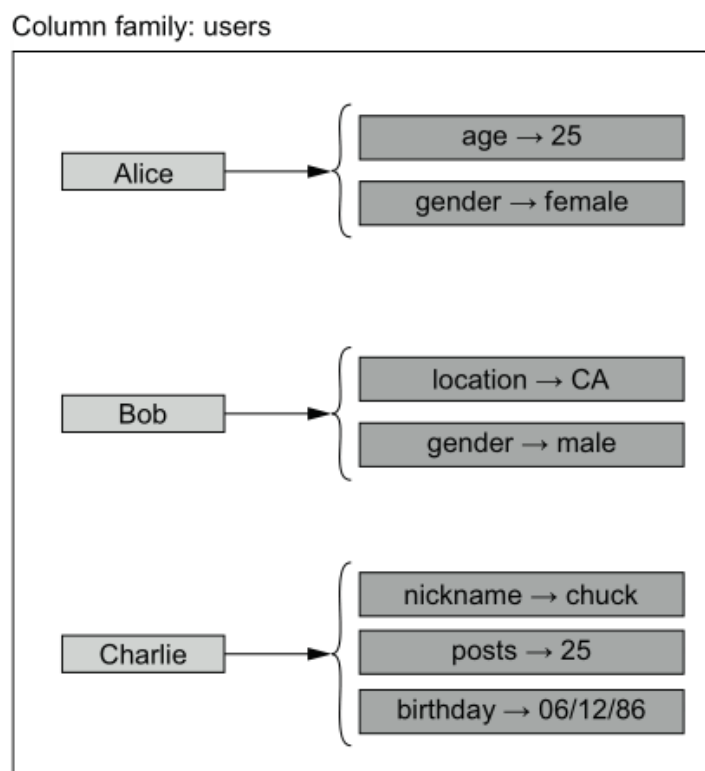 Column family: users
Alice
age → 25
gender → female
Bob
location → CA
gender → male
Charlie
nickname → chuck
posts → 25
birthday → 06/12/86